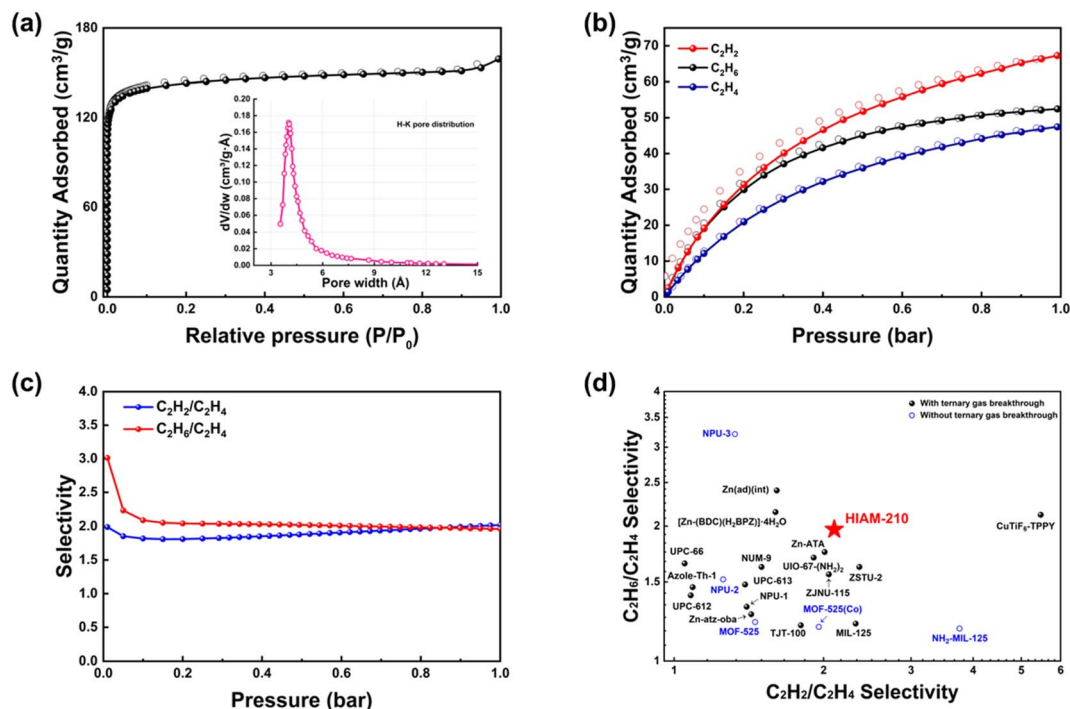 (a)
180
120
60
0
Quantity Adsorbed (cm³/g)
0.0 0.2 0.4 0.6 0.8 1.0
Relative pressure (P/P₀)
H-K pore distribution
0.20
0.18
0.16
0.14
0.12
0.10
0.08
0.06
0.04
0.02
0.00
dV/dw (cm³/g·Å)
3 6 9 12 15
Pore width (Å)
(b)
C₂H₂
C₂H₆
C₂H₄
70
60
50
40
30
20
10
0
Quantity Adsorbed (cm³/g)
0.0 0.2 0.4 0.6 0.8 1.0
Pressure (bar)
(c)
C₂H₂/C₂H₄
C₂H₆/C₂H₄
4.0
3.5
3.0
2.5
2.0
1.5
1.0
0.5
0.0
Selectivity
0.0 0.2 0.4 0.6 0.8 1.0
Pressure (bar)
(d)
With ternary gas breakthrough
Without ternary gas breakthrough
4
3.5
3
2.5
2
1.5
1
C₂H₆/C₂H₄ Selectivity
NPU-3
Zn(ad)(int)
[Zn-(BDC)(H₂BPZ)]·4H₂O
HIAM-210
CuTiF₆-TPPY
Zn-ATA
UPC-66
NUM-9
UIO-67-(NH₂)₂
Azole-Th-1
NPU-2
UPC-613
ZSTU-2
ZJNU-115
UPC-612
NPU-1
Zn-atz-oba
MOF-525(Co)
MOF-525
TJT-100
MIL-125
NH₂-MIL-125
1 2 3 4 5 6
C₂H₂/C₂H₄ Selectivity